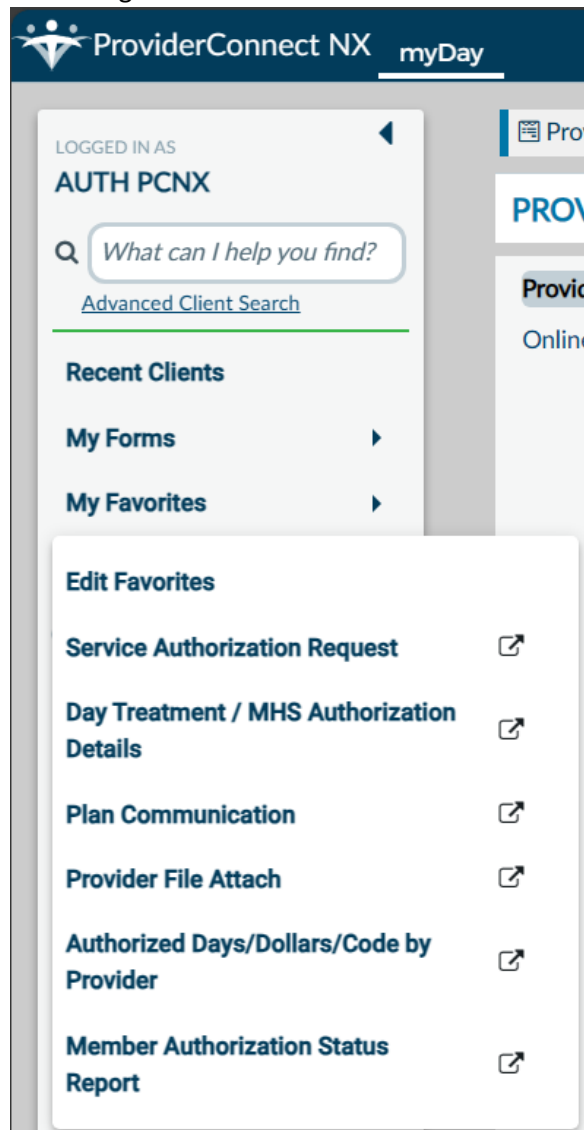 ProviderConnect NX myDay
LOGGED IN AS
AUTH PCNX
What can I help you find?
Advanced Client Search
Recent Clients
My Forms
My Favorites
Edit Favorites
Service Authorization Request
Day Treatment / MHS Authorization
Details
Plan Communication
Provider File Attach
Authorized Days/Dollars/Code by
Provider
Member Authorization Status
Report